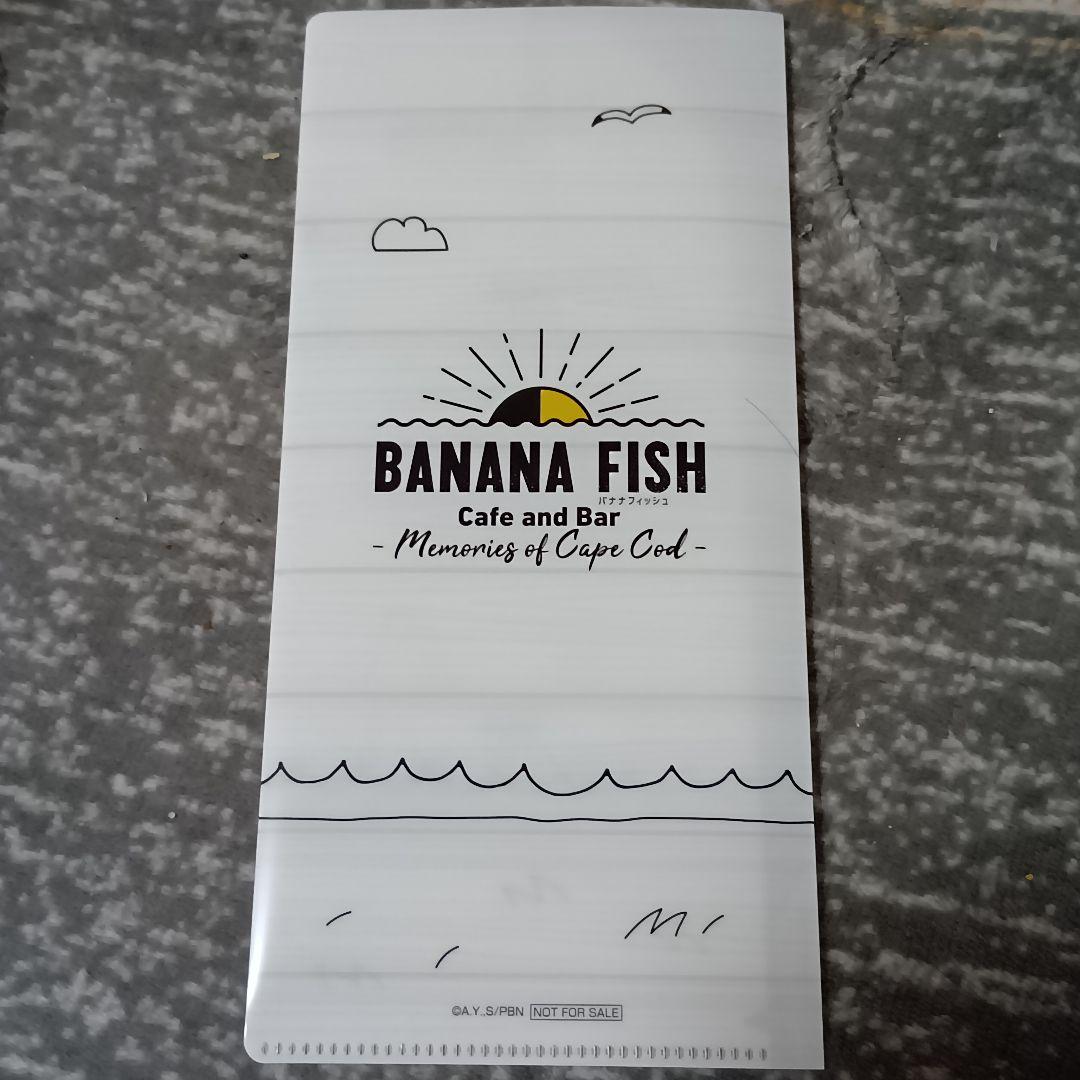 BANANA FISH
バナナフィッシュ
Cafe and Bar
- Memories of Cape Cod -
©A.Y.,S/PBN NOT FOR SALE